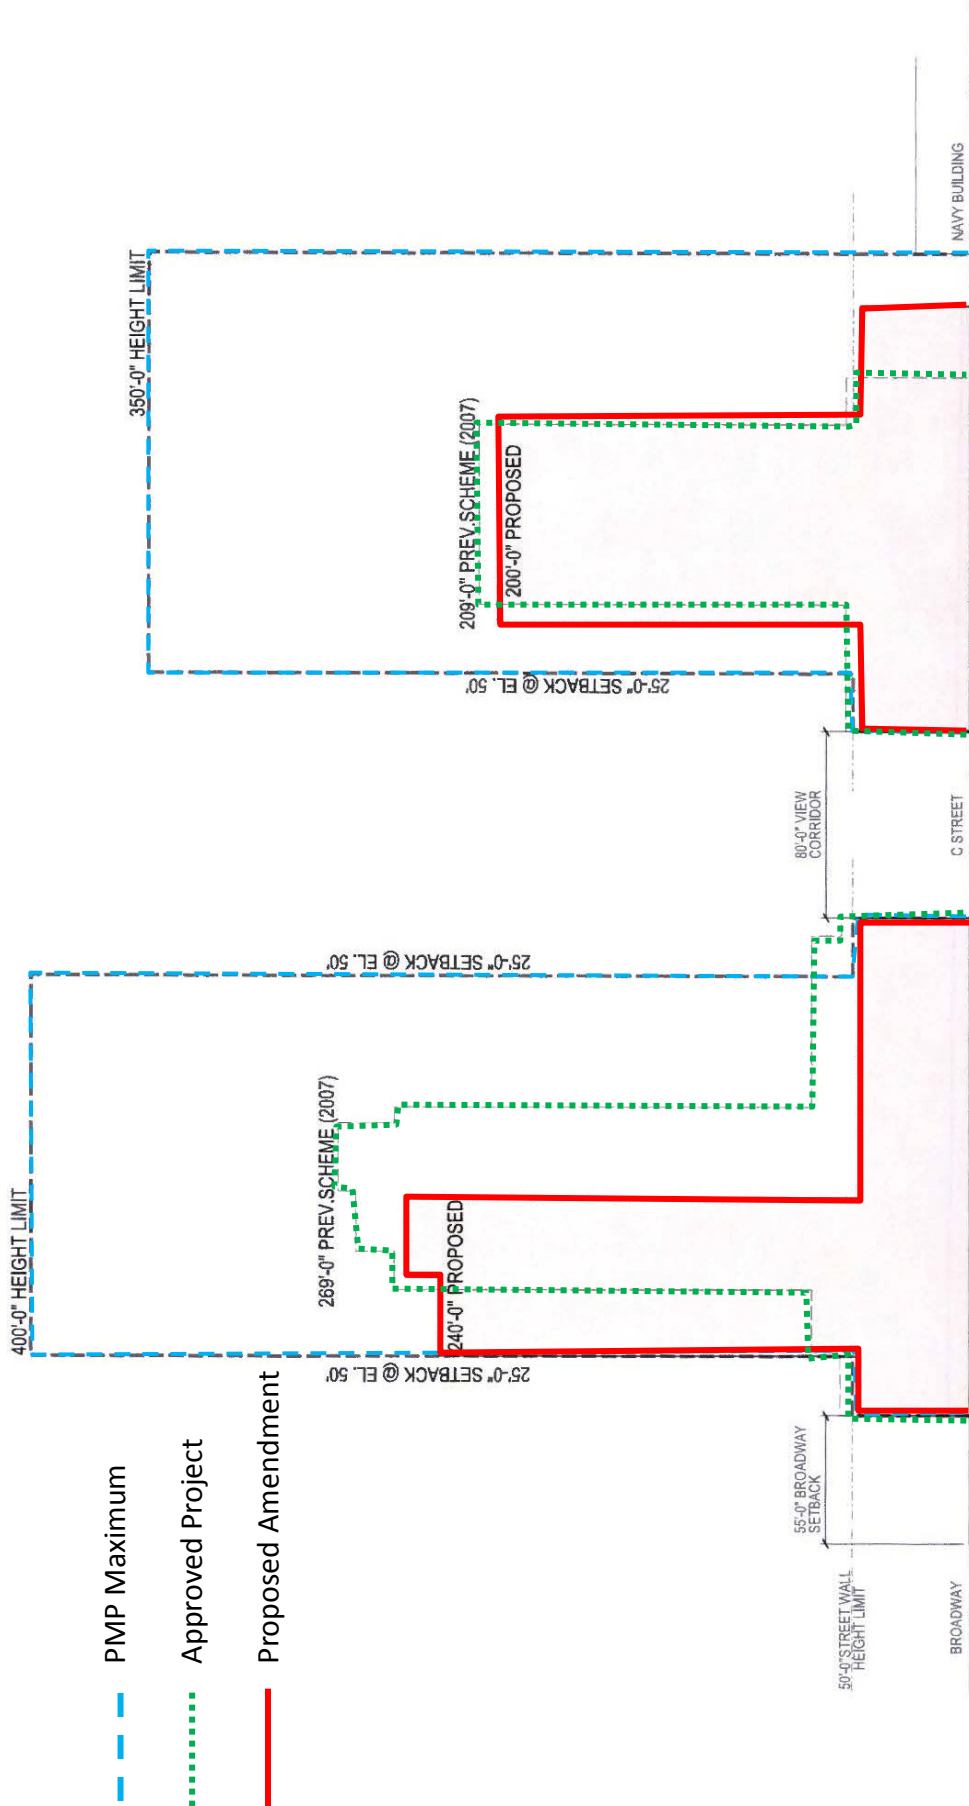 PMP Maximum
Approved Project
Proposed Amendment
400'-0" HEIGHT LIMIT
350'-0" HEIGHT LIMIT
25'-0" SETBACK @ EL. 50'
269'-0" PREV.SCHEME (2007)
240'-0" PROPOSED
25'-0" SETBACK @ EL. 50'
25'-0" SETBACK @ EL. 50'
209'-0" PREV.SCHEME (2007)
200'-0" PROPOSED
55'-0" BROADWAY
SETBACK
80'-0" VIEW
CORRIDOR
50'-0"STREET WALL
HEIGHT LIMIT
BROADWAY
C STREET
NAVY BUILDING